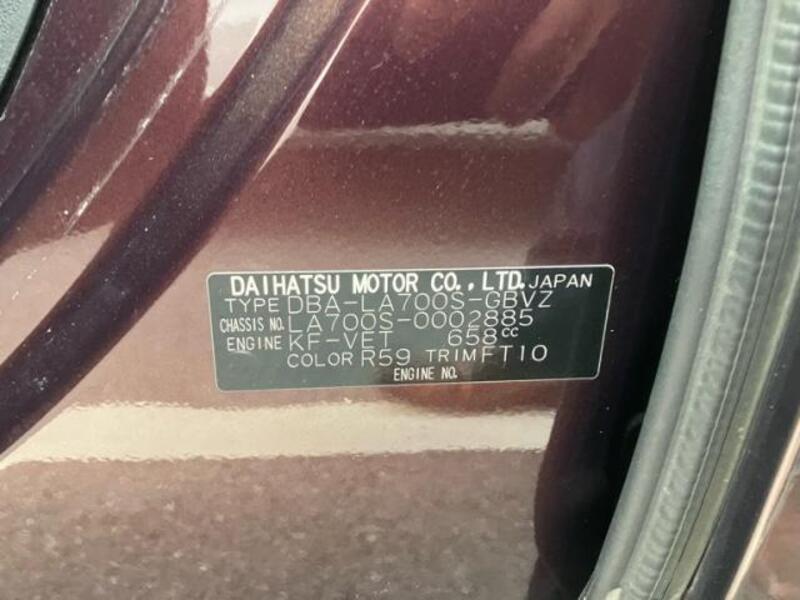 DAIHATSU MOTOR CO., LTD. JAPAN
TYPE DBA-LA700S-GBVZ
CHASSIS NO. LA700S-0002885
ENGINE KF-VET 658cc
COLOR R59 TRIM FT10
ENGINE NO.